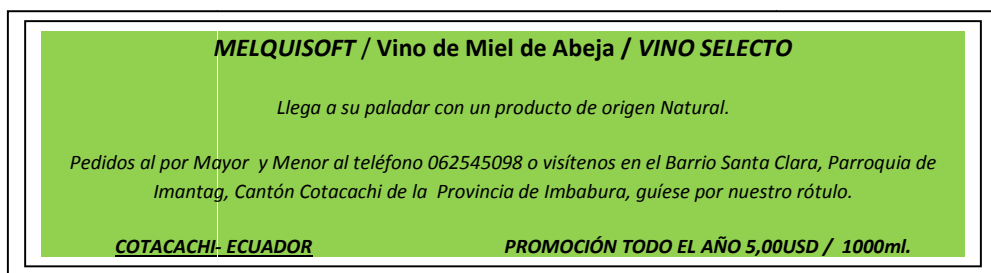 MELQUISOFT / Vino de Miel de Abeja / VINO SELECTO
Llega a su paladar con un producto de origen Natural.
Pedidos al por Mayor y Menor al teléfono 062545098 o visítenos en el Barrio Santa Clara, Parroquia de
Imantag, Cantón Cotacachi de la Provincia de Imbabura, guíese por nuestro rótulo.
COTACACHI- ECUADOR PROMOCIÓN TODO EL AÑO 5,00USD / 1000ml.